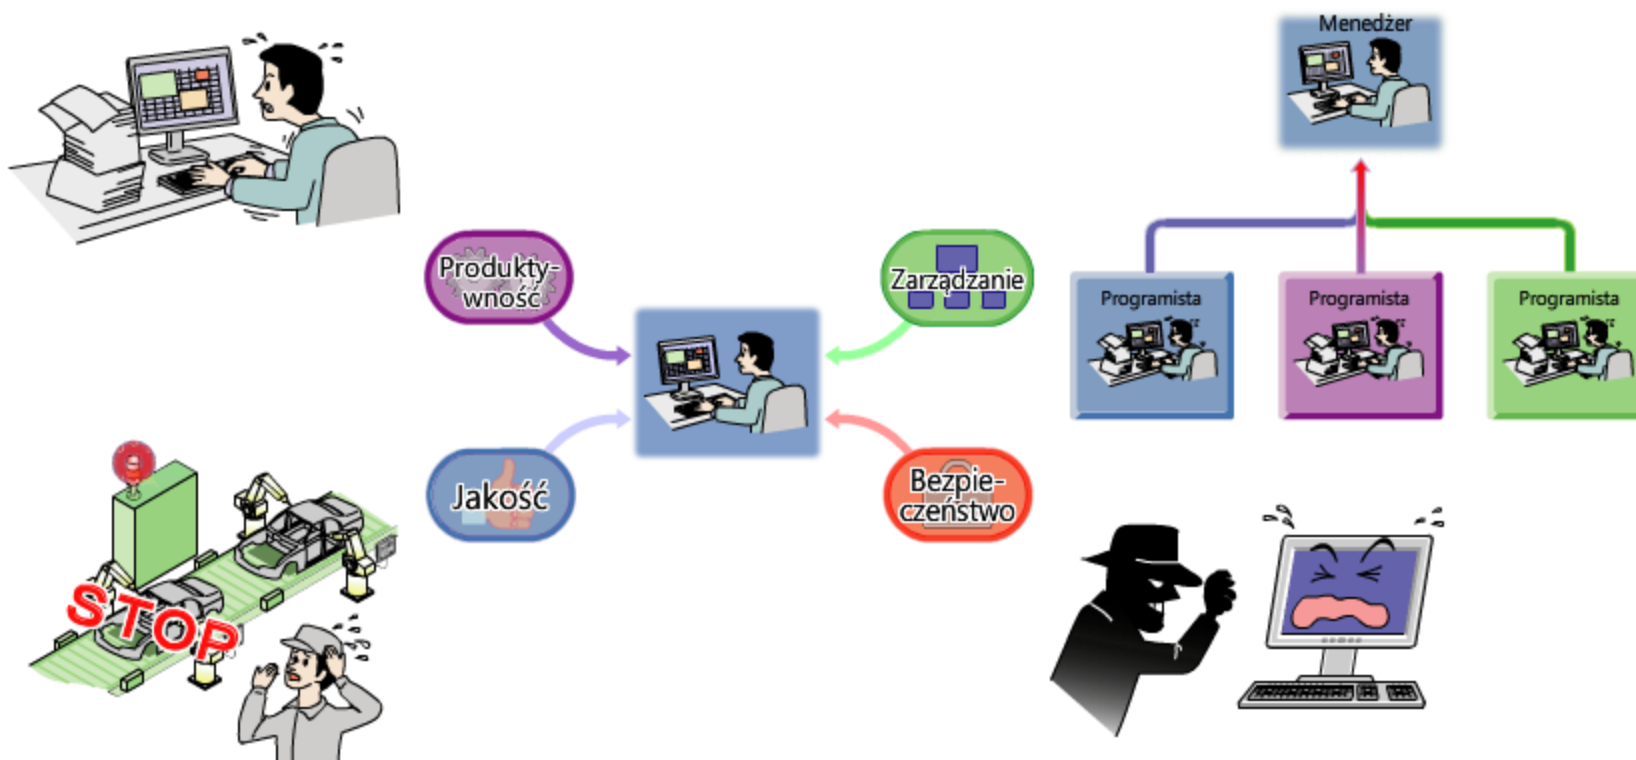 Menedżer
Produkty-
wność
Zarządzanie
Programista
Programista
Programista
Jakość
Bezpie-
czeństwo
STOP